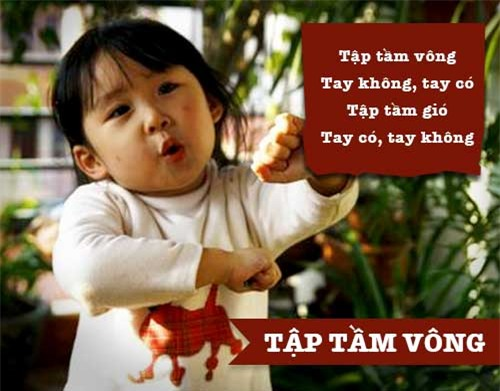 Tập tầm vông
Tay không, tay có
Tập tầm gió
Tay có, tay không
TẬP TẦM VÔNG